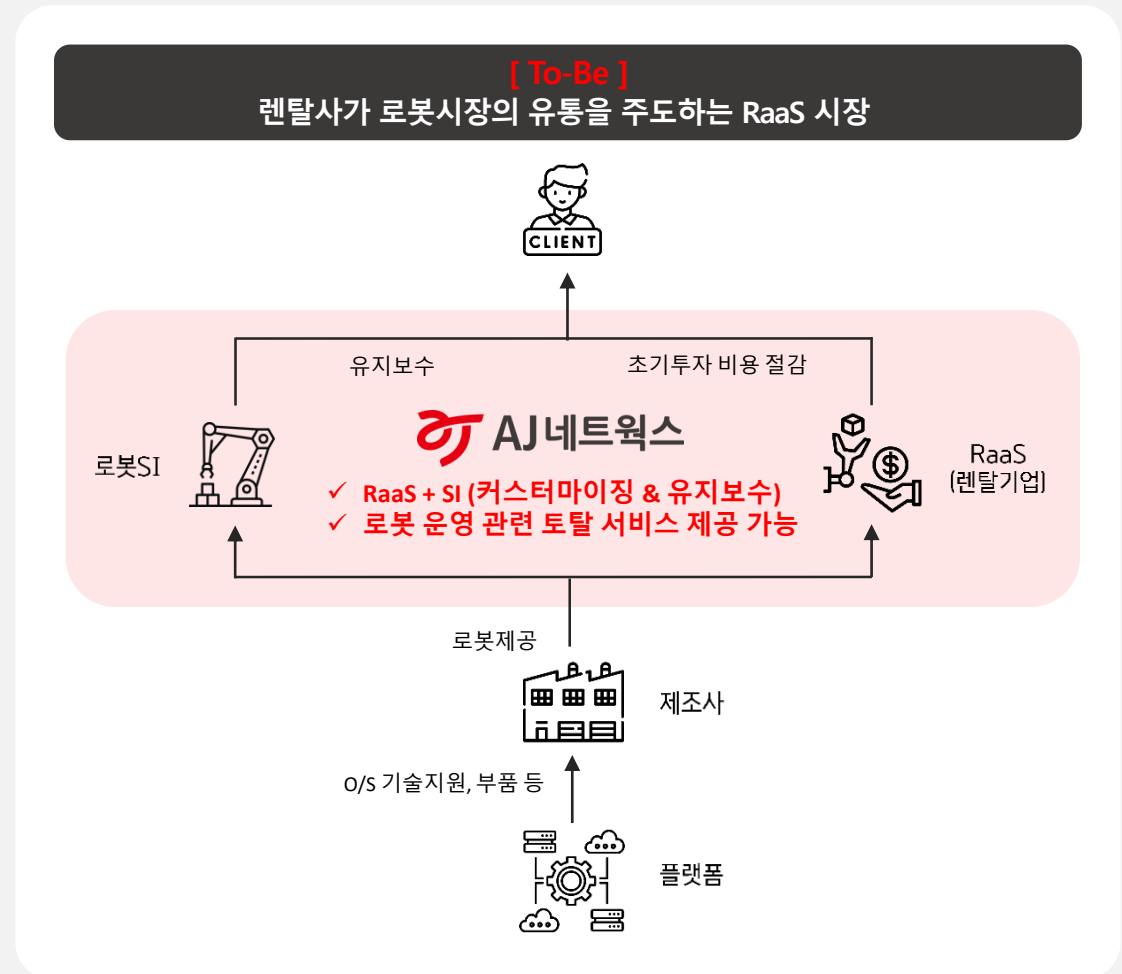 [ To-Be ]
렌탈사가 로봇시장의 유통을 주도하는 RaaS 시장
CLIENT
유지보수
초기투자 비용 절감
AJ네트웍스
로봇SI
RaaS
(렌탈기업)
✓ RaaS + SI (커스터마이징 & 유지보수)
✓ 로봇 운영 관련 토탈 서비스 제공 가능
로봇제공
제조사
O/S 기술지원, 부품 등
플랫폼